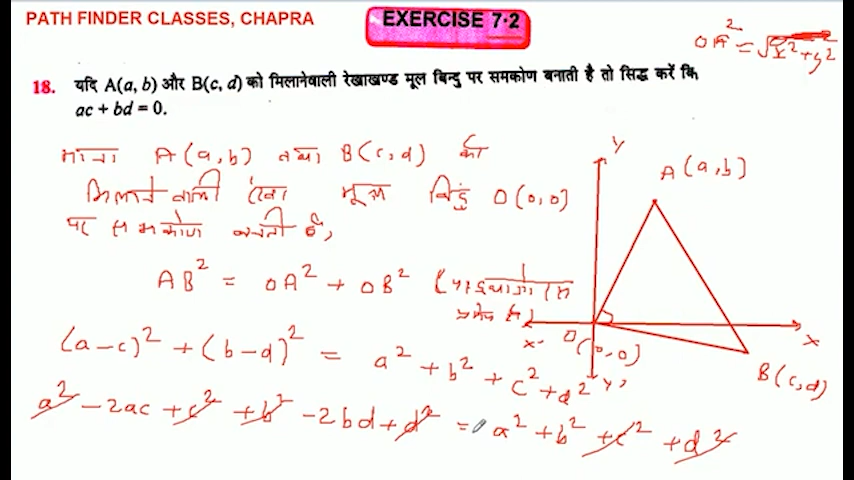 PATH FINDER CLASSES, CHAPRA
EXERCISE 7·2
OA² = √x²+y²
18. यदि A(a, b) और B(c, d) को मिलानेवाली रेखाखण्ड मूल बिन्दु पर समकोण बनाती है तो सिद्ध करें कि
ac + bd = 0.
माना A(a,b) तथा B(c,d) को
मिलाने वाली रेखा मूल बिंदु O(0,0)
पर समकोण बनाती है,
AB² = OA² + OB² (पाइथागोरस
प्रमेय से)
(a-c)² + (b-d)² = a² + b² + c² + d²
a² - 2ac + c² + b² - 2bd + d² = a² + b² + c² + d²
Y
A(a,b)
X'
O(0,0)
X
Y'
B(c,d)